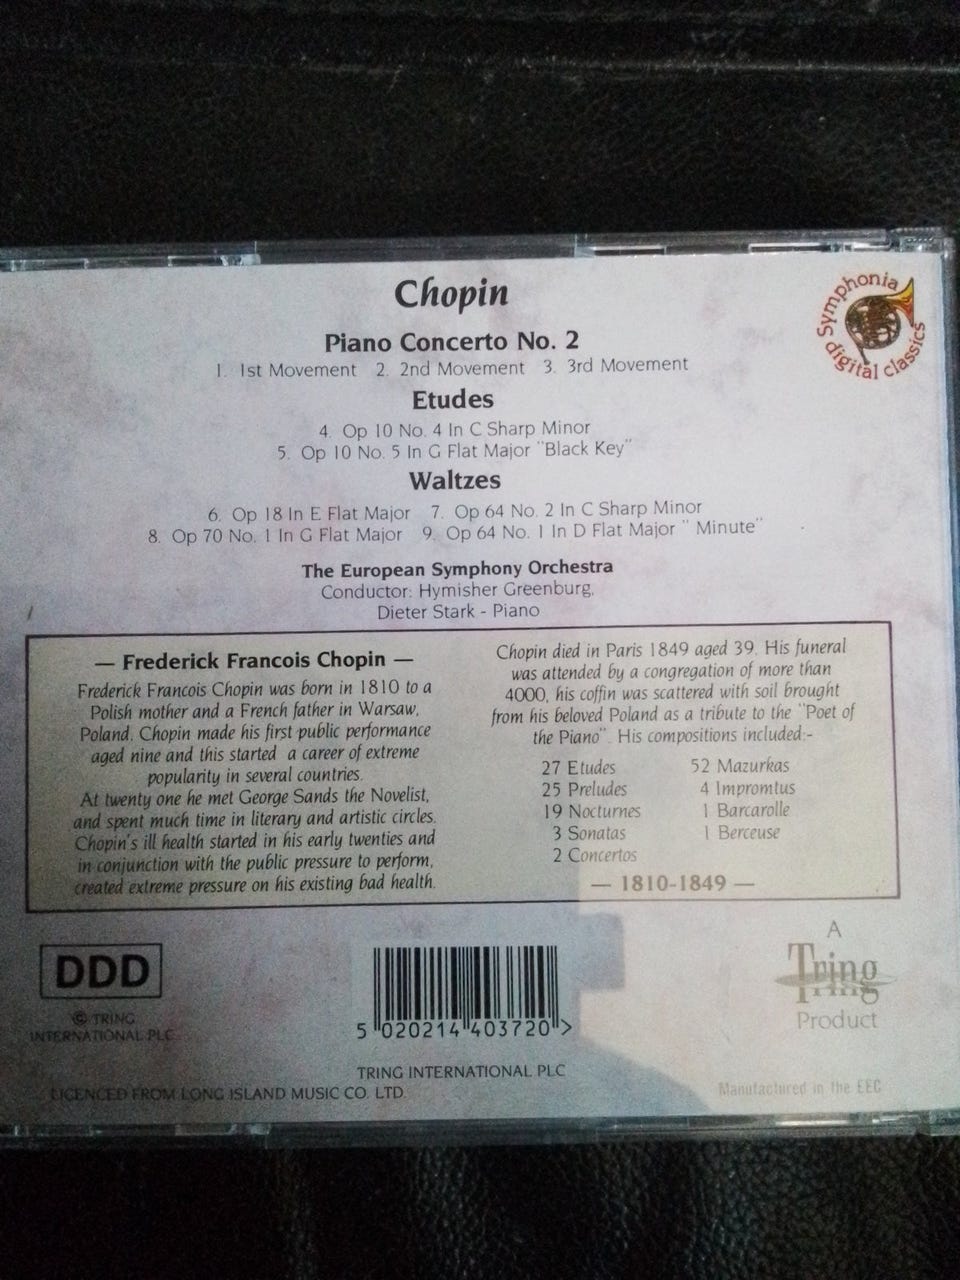 Chopin
Symphonia digital classics
Piano Concerto No. 2
1. 1st Movement 2. 2nd Movement 3. 3rd Movement
Etudes
4. Op 10 No. 4 In C Sharp Minor
5. Op 10 No. 5 In G Flat Major "Black Key"
Waltzes
6. Op 18 In E Flat Major 7. Op 64 No. 2 In C Sharp Minor
8. Op 70 No. 1 In G Flat Major 9. Op 64 No. 1 In D Flat Major " Minute"
The European Symphony Orchestra
Conductor: Hymisher Greenburg,
Dieter Stark - Piano
— Frederick Francois Chopin —
Frederick Francois Chopin was born in 1810 to a
Polish mother and a French father in Warsaw,
Poland. Chopin made his first public performance
aged nine and this started a career of extreme
popularity in several countries.
At twenty one he met George Sands the Novelist,
and spent much time in literary and artistic circles.
Chopin's ill health started in his early twenties and
in conjunction with the public pressure to perform,
created extreme pressure on his existing bad health.
Chopin died in Paris 1849 aged 39. His funeral
was attended by a congregation of more than
4000, his coffin was scattered with soil brought
from his beloved Poland as a tribute to the "Poet of
the Piano". His compositions included:-
27 Etudes 52 Mazurkas
25 Preludes 4 Impromtus
19 Nocturnes 1 Barcarolle
3 Sonatas 1 Berceuse
2 Concertos
— 1810-1849 —
DDD
© TRING
INTERNATIONAL PLC
5 020214 403720 >
A
Tring
Product
TRING INTERNATIONAL PLC
LICENCED FROM LONG ISLAND MUSIC CO. LTD.
Manufactured in the EEC